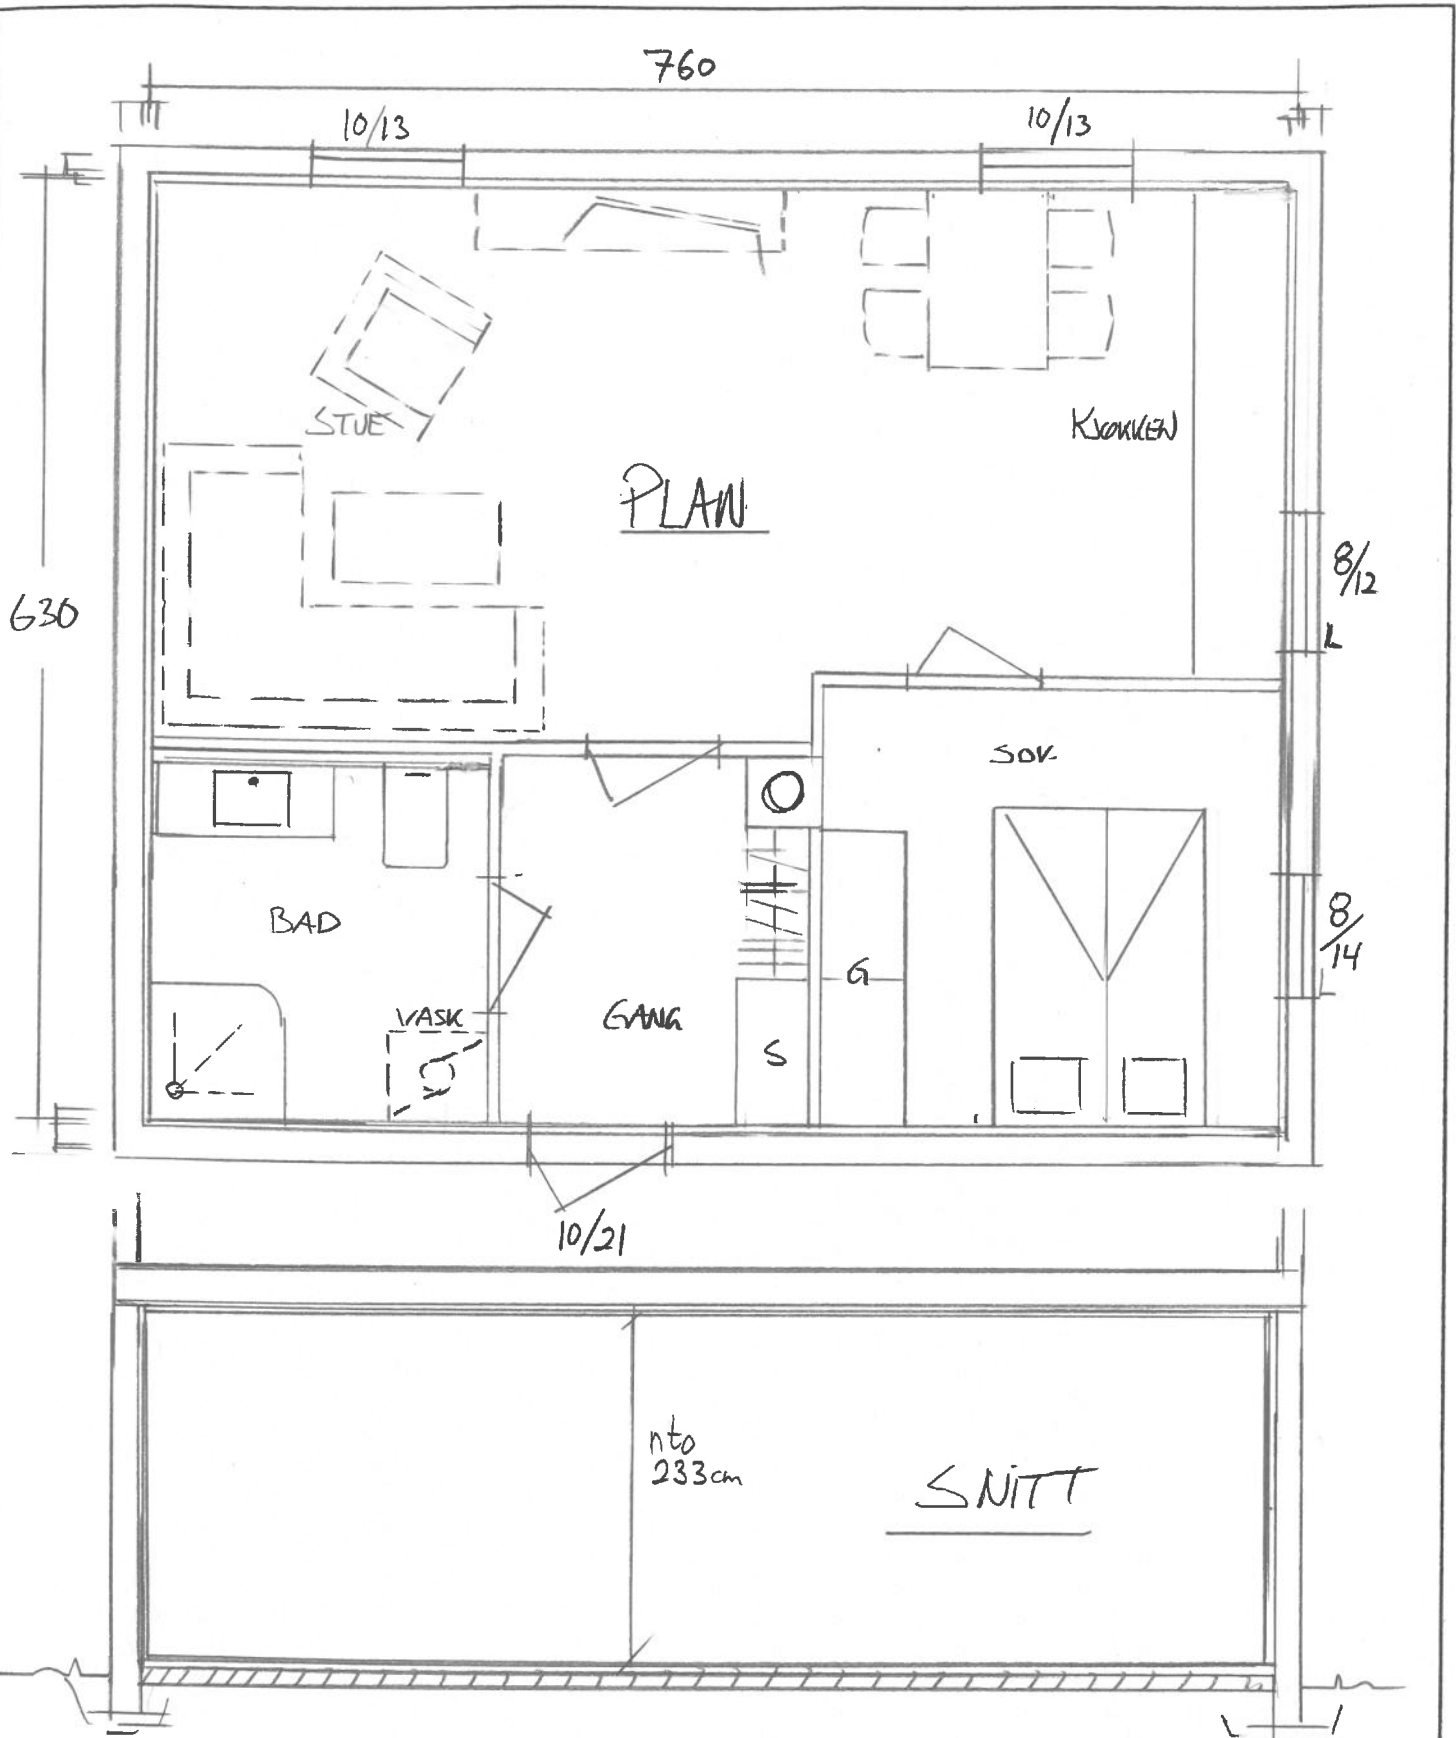 760
10/13
10/13
STUE
KJØKKEN
PLAN
8/12
630
L
SOV
BAD
8/14
G
VASK
GANG
S
10/21
nto
233cm
SNITT